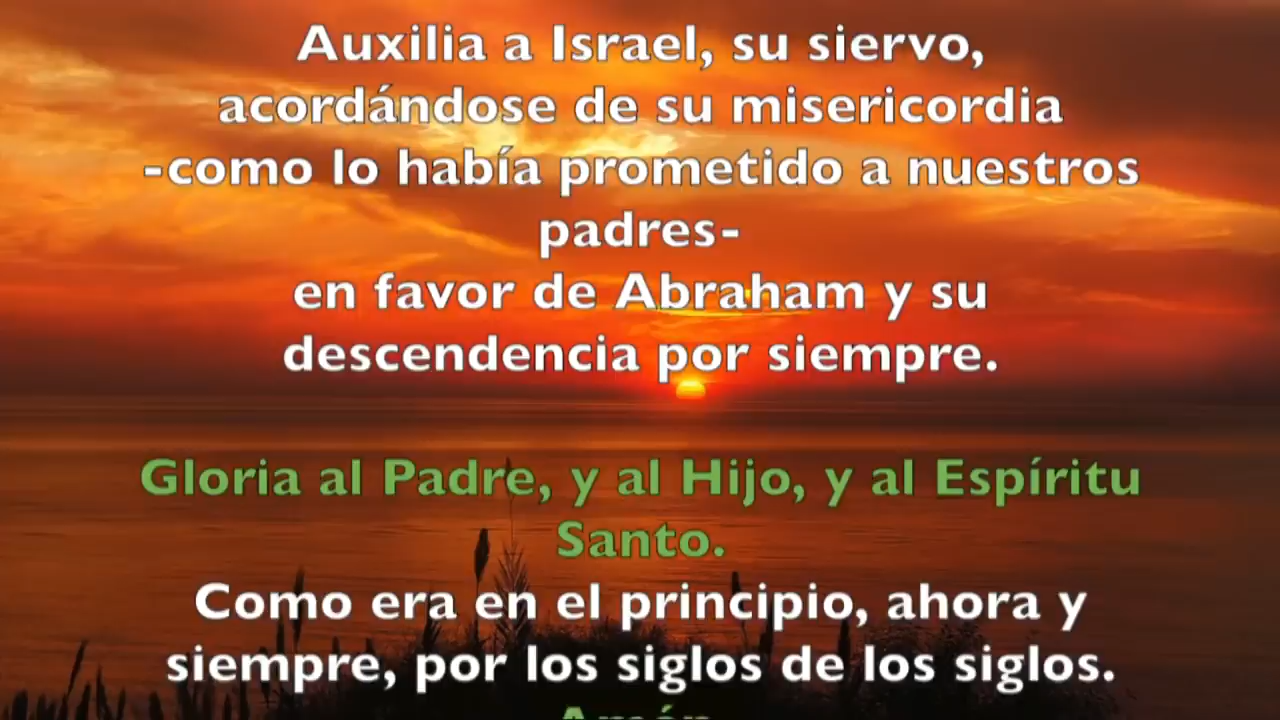 Auxilia a Israel, su siervo,
acordándose de su misericordia
-como lo había prometido a nuestros
padres-
en favor de Abraham y su
descendencia por siempre.
Gloria al Padre, y al Hijo, y al Espíritu
Santo.
Como era en el principio, ahora y
siempre, por los siglos de los siglos.
Amén